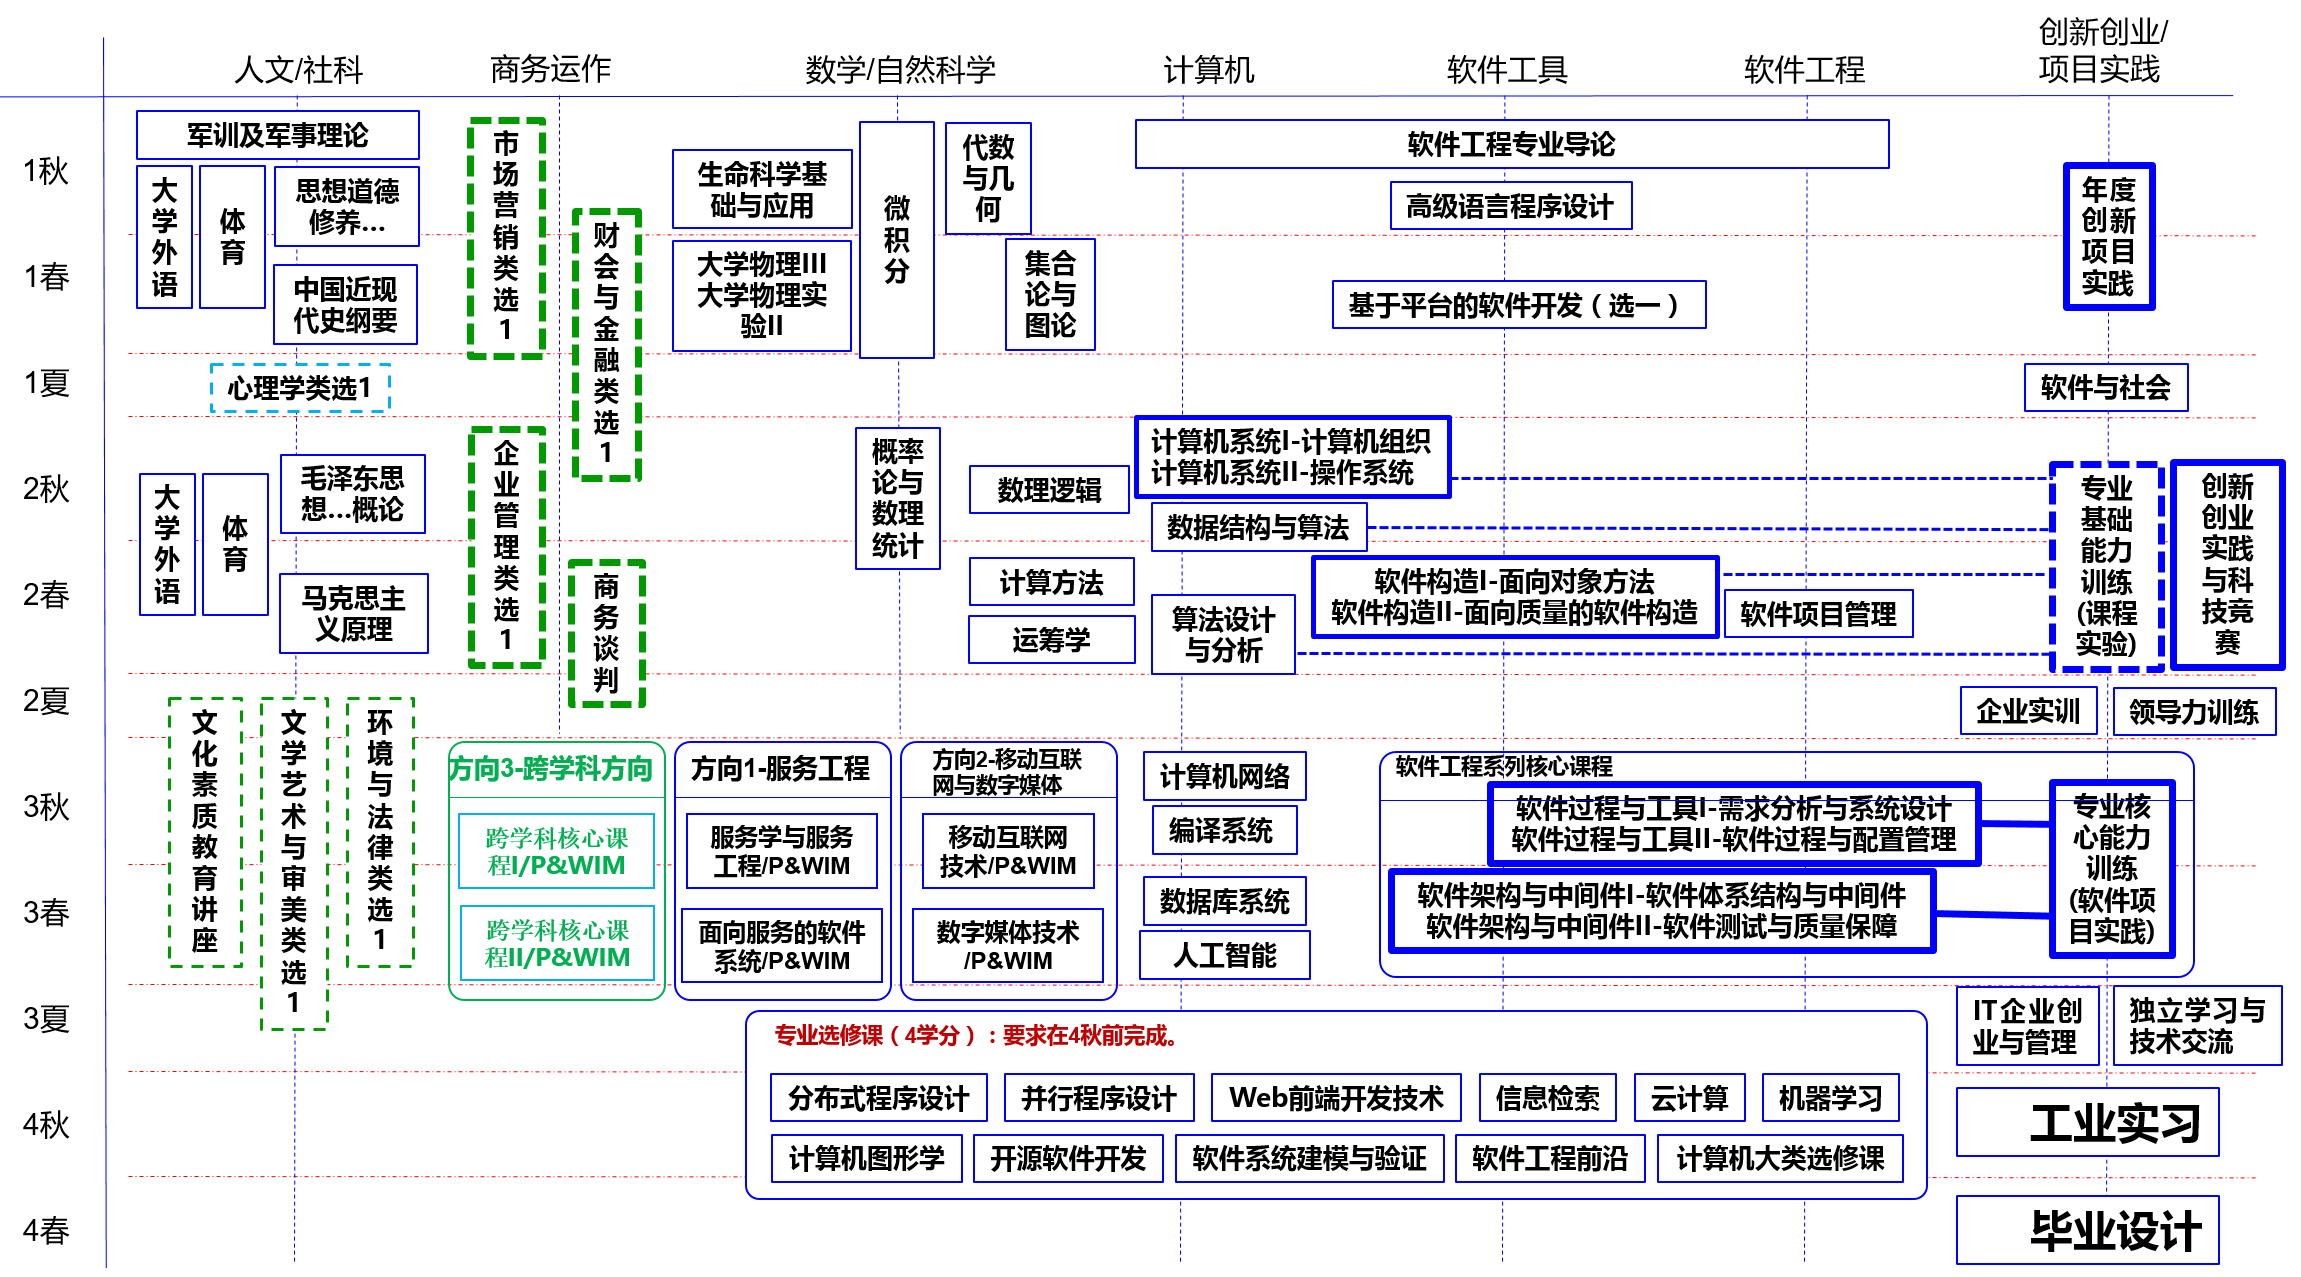 创新创业/
人文/社科 商务运作 数学/自然科学 计算机 软件工具 软件工程 项目实践
1秋
1春
1夏
2秋
2春
2夏
3秋
3春
3夏
4秋
4春
军训及军事理论
大学外语
体育
思想道德
修养...
中国近现
代史纲要
心理学类选1
大学外语
体育
毛泽东思
想...概论
马克思主
义原理
文化素质教育讲座
文学艺术与审美类选1
环境与法律类选1
市场营销类选1
财会与金融类选1
企业管理类选1
商务谈判
生命科学基
础与应用
大学物理III
大学物理实
验II
微积分
代数
与几
何
集合
论与
图论
概率
论与
数理
统计
数理逻辑
计算方法
运筹学
软件工程专业导论
高级语言程序设计
基于平台的软件开发（选一）
计算机系统I-计算机组织
计算机系统II-操作系统
数据结构与算法
软件构造I-面向对象方法
软件构造II-面向质量的软件构造
算法设计
与分析
软件项目管理
年度
创新
项目
实践
软件与社会
专业
基础
能力
训练
(课程
实验)
创新
创业
实践
与科
技竞
赛
企业实训
领导力训练
方向3-跨学科方向
跨学科核心课
程I/P&WIM
跨学科核心课
程II/P&WIM
方向1-服务工程
服务学与服务
工程/P&WIM
面向服务的软件
系统/P&WIM
方向2-移动互联
网与数字媒体
移动互联网
技术/P&WIM
数字媒体技术
/P&WIM
计算机网络
编译系统
数据库系统
人工智能
软件工程系列核心课程
软件过程与工具I-需求分析与系统设计
软件过程与工具II-软件过程与配置管理
软件架构与中间件I-软件体系结构与中间件
软件架构与中间件II-软件测试与质量保障
专业核
心能力
训练
(软件项
目实践)
IT企业创
业与管理
独立学习与
技术交流
专业选修课（4学分）：要求在4秋前完成。
分布式程序设计 并行程序设计 Web前端开发技术 信息检索 云计算 机器学习
计算机图形学 开源软件开发 软件系统建模与验证 软件工程前沿 计算机大类选修课
工业实习
毕业设计